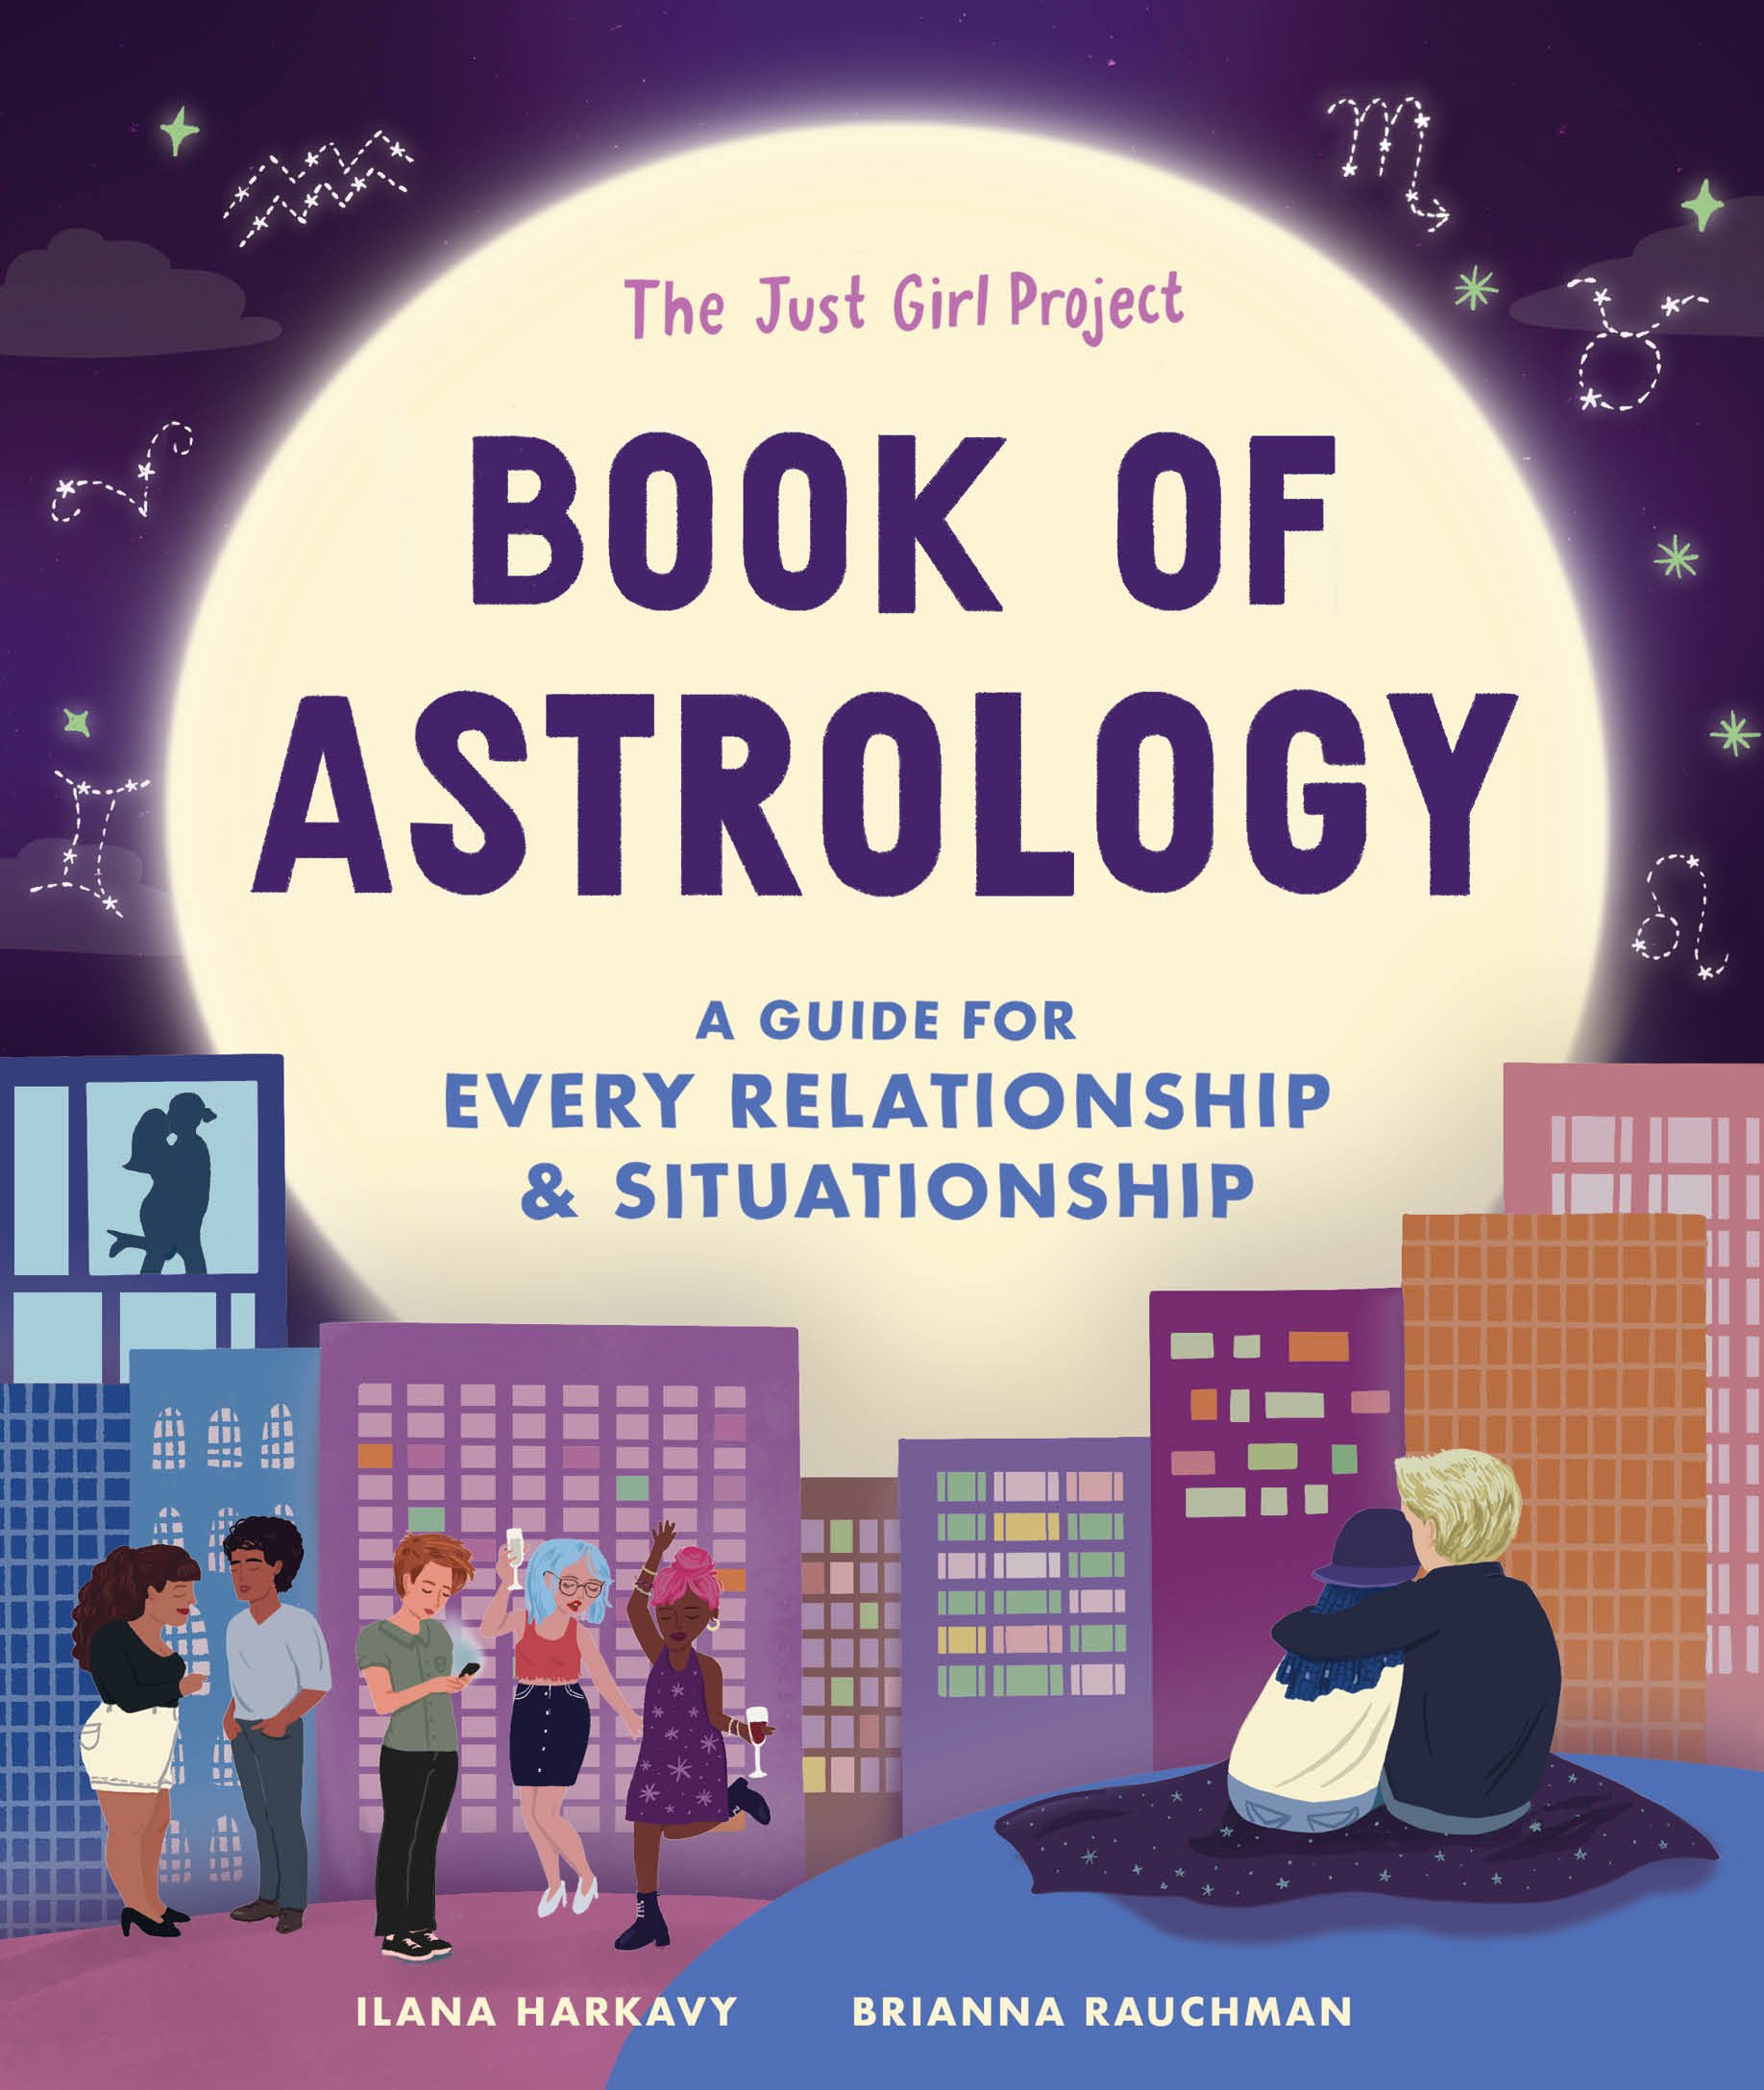 The Just Girl Project
BOOK OF
ASTROLOGY
A GUIDE FOR
EVERY RELATIONSHIP
& SITUATIONSHIP
ILANA HARKAVY BRIANNA RAUCHMAN